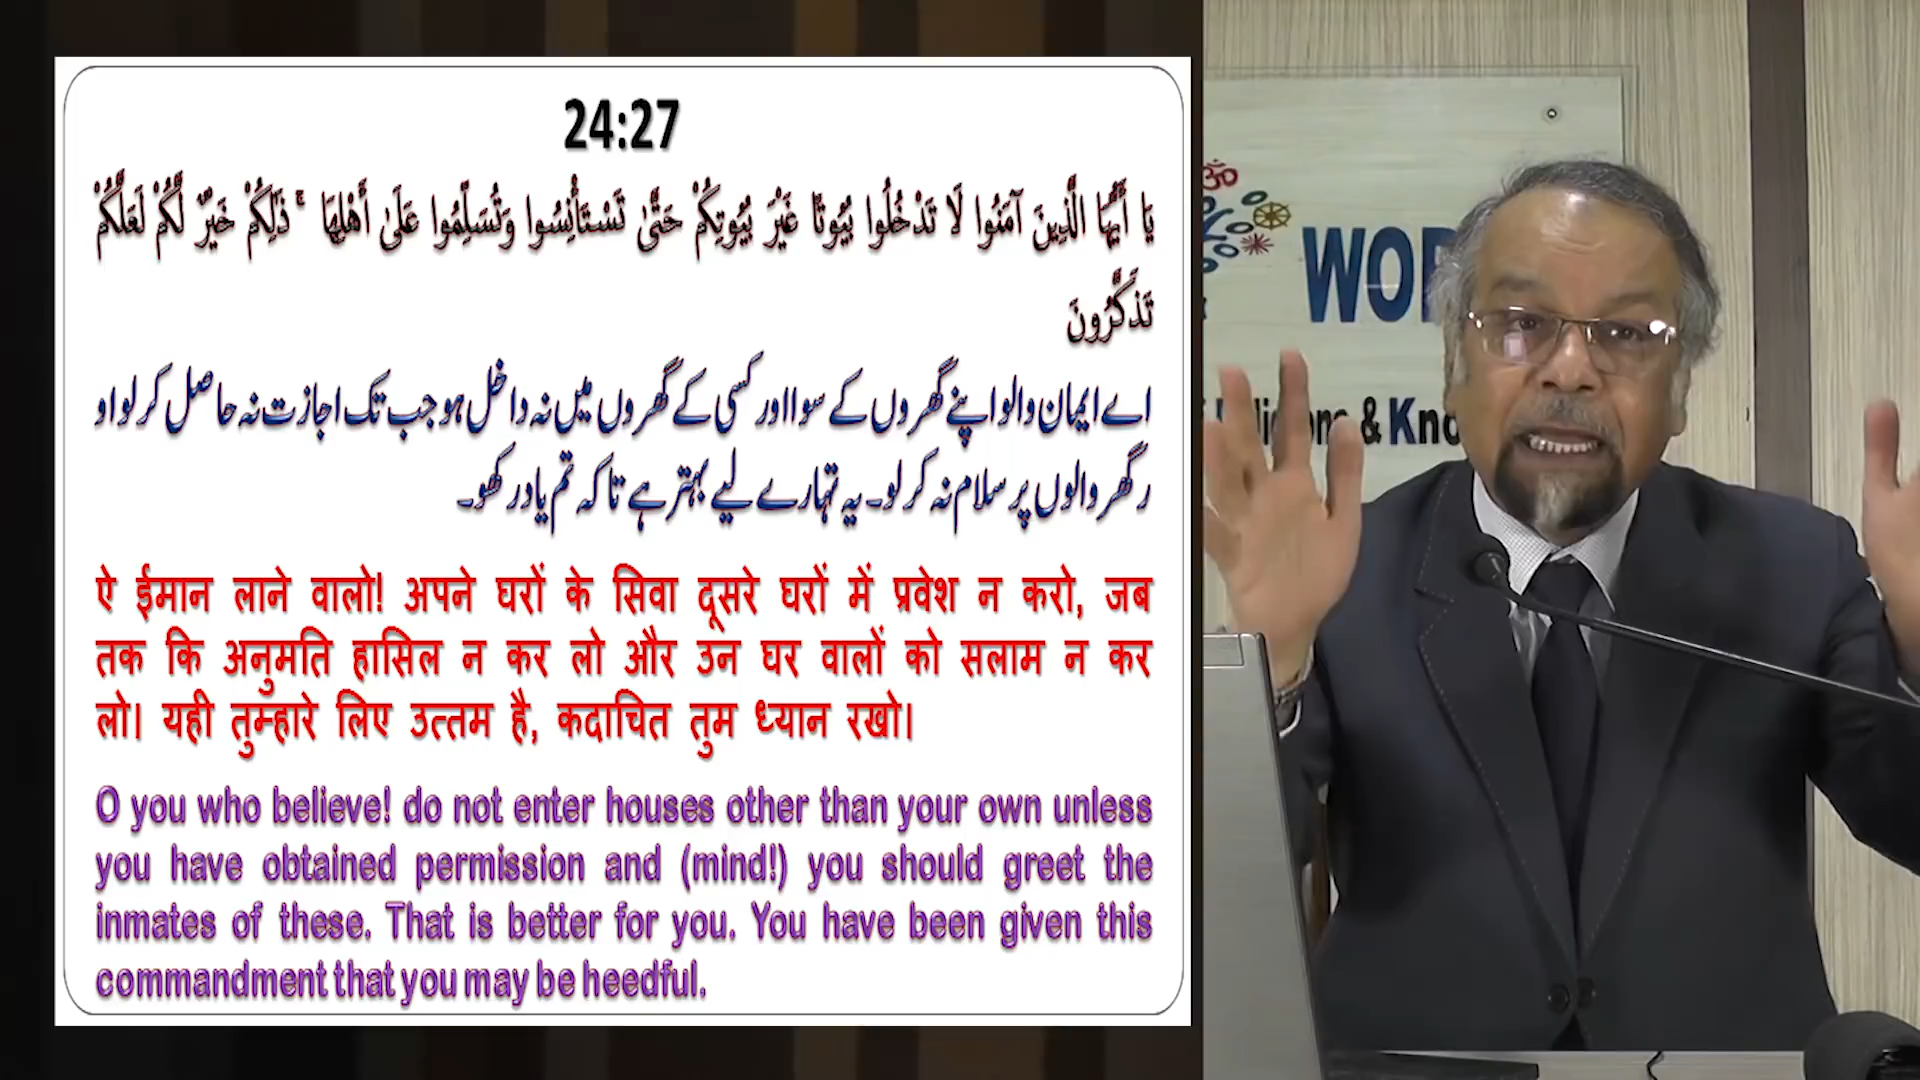 24:27
يَا أَيُّهَا الَّذِينَ آمَنُوا لَا تَدْخُلُوا بُيُوتًا غَيْرَ بُيُوتِكُمْ حَتَّىٰ تَسْتَأْنِسُوا وَتُسَلِّمُوا عَلَىٰ أَهْلِهَا ۚ ذَٰلِكُمْ خَيْرٌ لَّكُمْ لَعَلَّكُمْ
تَذَكَّرُونَ
اے ایمان والو اپنے گھروں کے سوا اور کسی کے گھروں میں نہ داخل ہو جب تک اجازت نہ حاصل کر لو او
ر گھر والوں پر سلام نہ کر لو۔ یہ تمہارے لیے بہتر ہے تاکہ تم یاد رکھو۔
ऐ ईमान लाने वालो! अपने घरों के सिवा दूसरे घरों में प्रवेश न करो, जब
तक कि अनुमति हासिल न कर लो और उन घर वालों को सलाम न कर
लो। यही तुम्हारे लिए उत्तम है, कदाचित तुम ध्यान रखो।
O you who believe! do not enter houses other than your own unless
you have obtained permission and (mind!) you should greet the
inmates of these. That is better for you. You have been given this
commandment that you may be heedful.